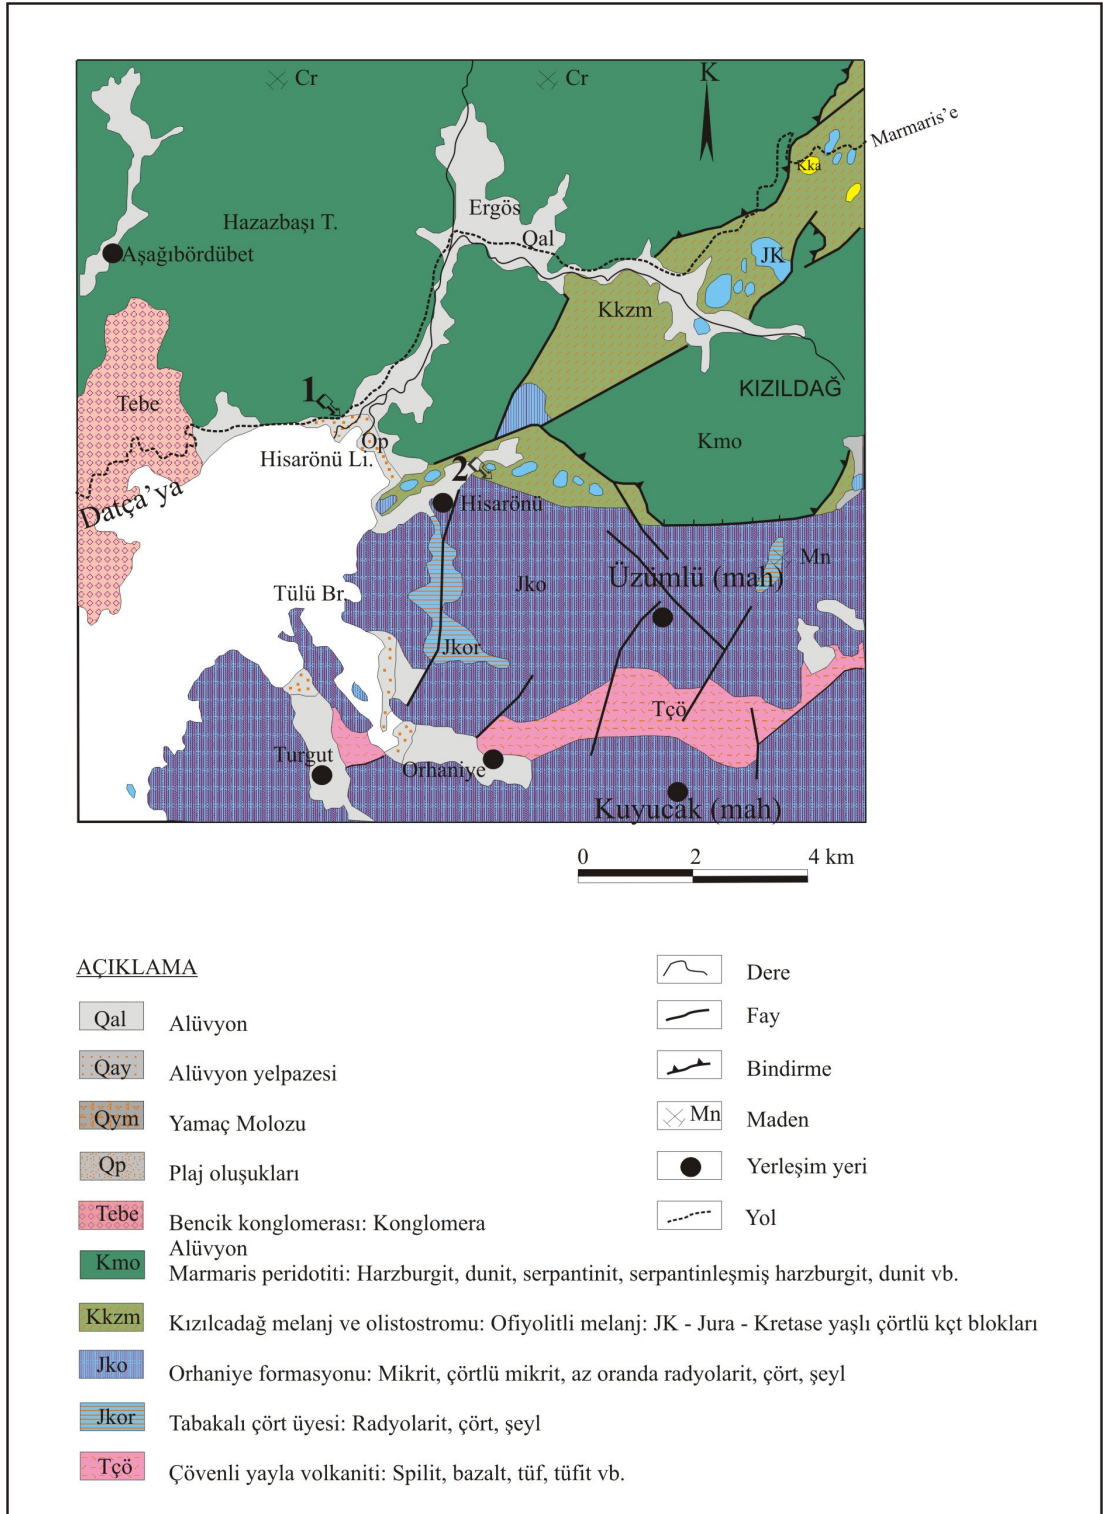 Cr
Cr
K
Marmaris'e
Kka
Ergös
Hazazbaşı T.
Qal
Aşağıbördübet
JK
Kkzm
KIZILDAĞ
1
Tebe
Qp
Kmo
Hisarönü Li.
2
Datça'ya
Hisarönü
Mn
Jko
Üzümlü (mah)
Tülü Br.
Jkor
Tçö
Turgut
Orhaniye
Kuyucak (mah)
0 2 4 km
AÇIKLAMA
Qal Alüvyon
Qay Alüvyon yelpazesi
Qym Yamaç Molozu
Qp Plaj oluşukları
Tebe Bencik konglomerası: Konglomera
Alüvyon
Kmo Marmaris peridotiti: Harzburgit, dunit, serpantinit, serpantinleşmiş harzburgit, dunit vb.
Kkzm Kızılcadağ melanj ve olistostromu: Ofiyolitli melanj: JK - Jura - Kretase yaşlı çörtlü kçt blokları
Jko Orhaniye formasyonu: Mikrit, çörtlü mikrit, az oranda radyolarit, çört, şeyl
Jkor Tabakalı çört üyesi: Radyolarit, çört, şeyl
Tçö Çövenli yayla volkaniti: Spilit, bazalt, tüf, tüfit vb.
Dere
Fay
Bindirme
Mn Maden
Yerleşim yeri
Yol